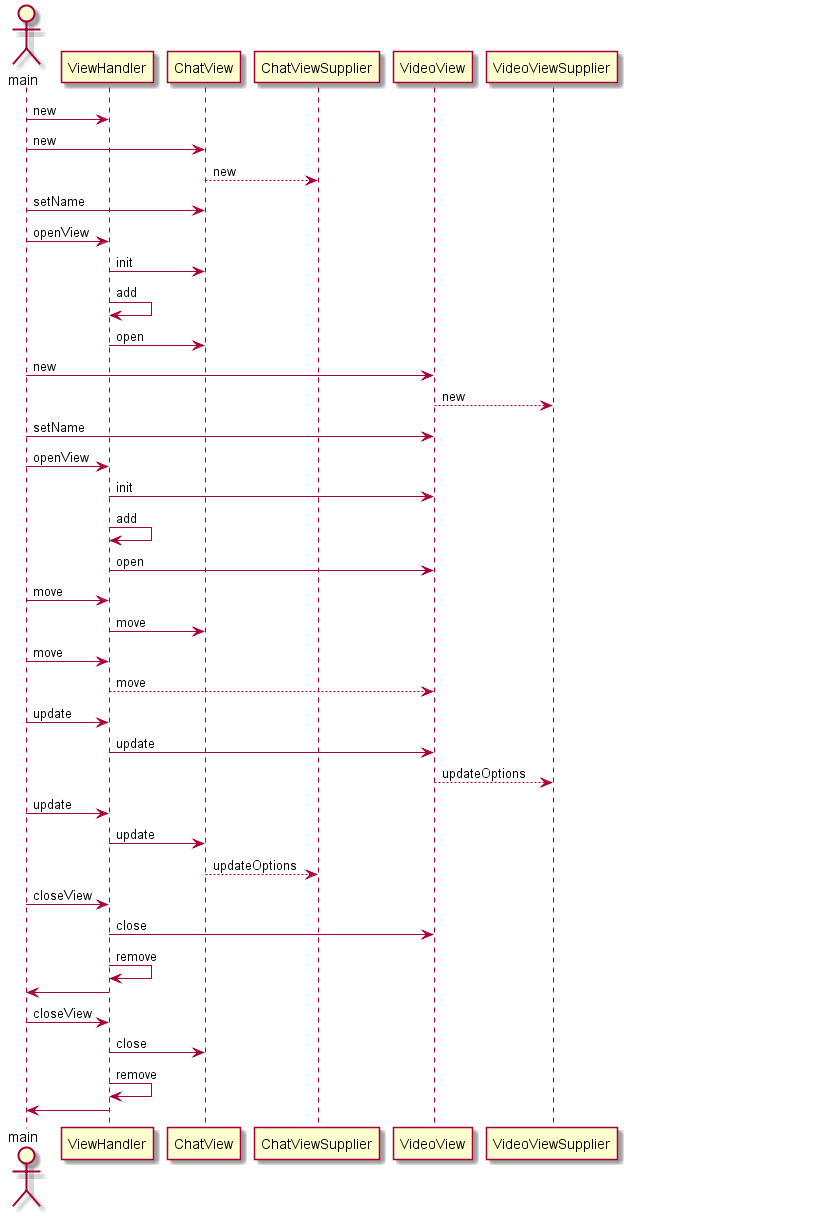 main
ViewHandler
ChatView
ChatViewSupplier
VideoView
VideoViewSupplier
new
new
new
setName
openView
init
add
open
new
new
setName
openView
init
add
open
move
move
move
move
update
update
updateOptions
update
update
updateOptions
closeView
close
remove
closeView
close
remove
main
ViewHandler
ChatView
ChatViewSupplier
VideoView
VideoViewSupplier